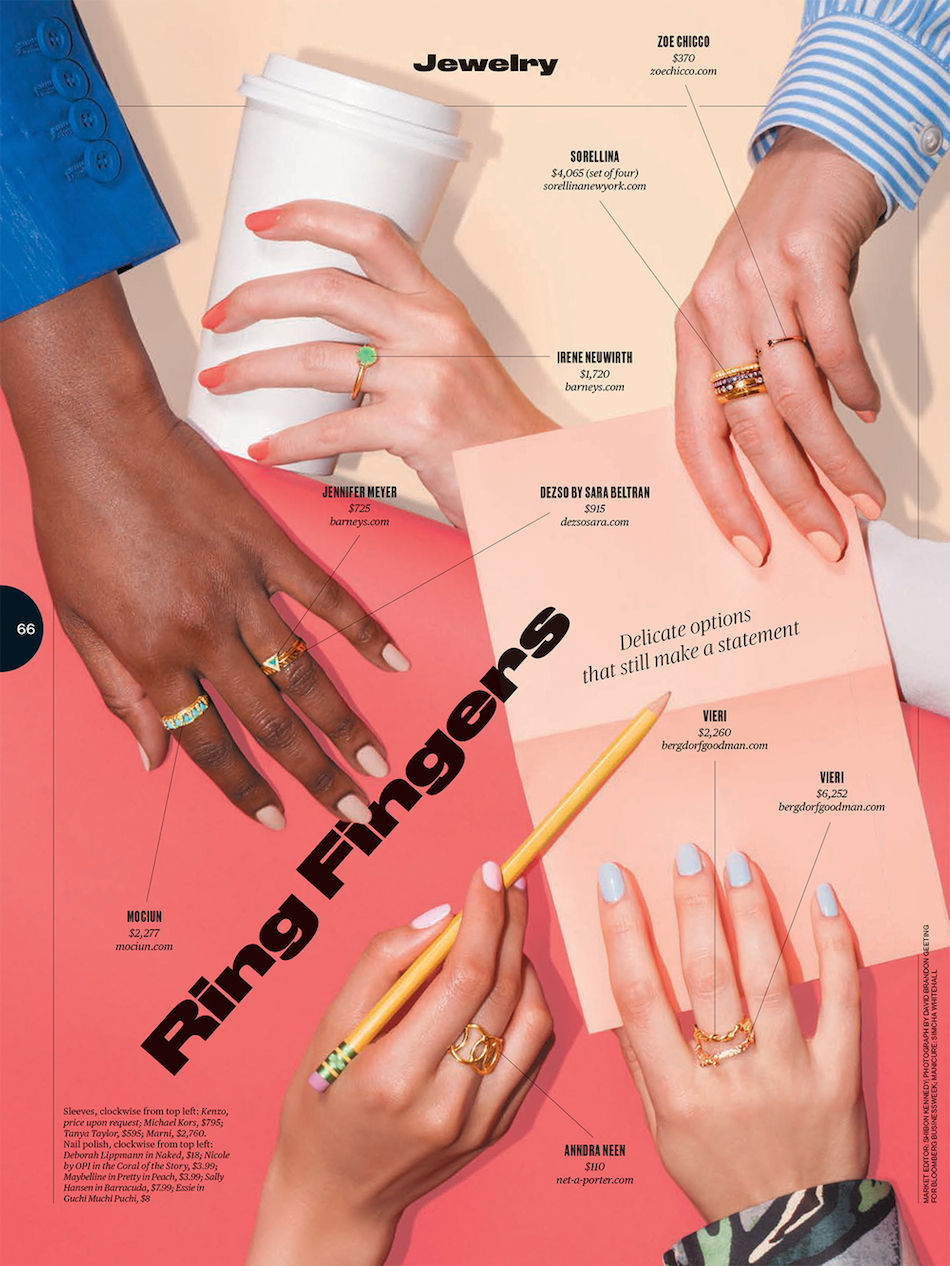 Jewelry
ZOE CHICCO
$370
zoechicco.com
SORELLINA
$4,065 (set of four)
sorellinanewyork.com
IRENE NEUWIRTH
$1,720
barneys.com
JENNIFER MEYER
$725
barneys.com
DEZSO BY SARA BELTRAN
$915
dezsosara.com
66
Delicate options
that still make a statement
Ring Fingers
VIERI
$2,260
bergdorfgoodman.com
VIERI
$6,252
bergdorfgoodman.com
MOCIUN
$2,277
mociun.com
ANNDRA NEEN
$110
net-a-porter.com
Sleeves, clockwise from top left: Kenzo,
price upon request; Michael Kors, $795;
Tanya Taylor, $595; Marni, $2,760.
Nail polish, clockwise from top left:
Deborah Lippmann in Naked, $18; Nicole
by OPI in the Coral of the Story, $3.99;
Maybelline in Pretty in Peach, $3.99; Sally
Hansen in Barracuda, $7.99; Essie in
Guchi Muchi Puchi, $8
MARKET EDITOR: SHIBON KENNEDY; PHOTOGRAPH BY DAVID BRANDON GEETING
FOR BLOOMBERG BUSINESSWEEK; MANICURE: SIMCHA WHITEHALL